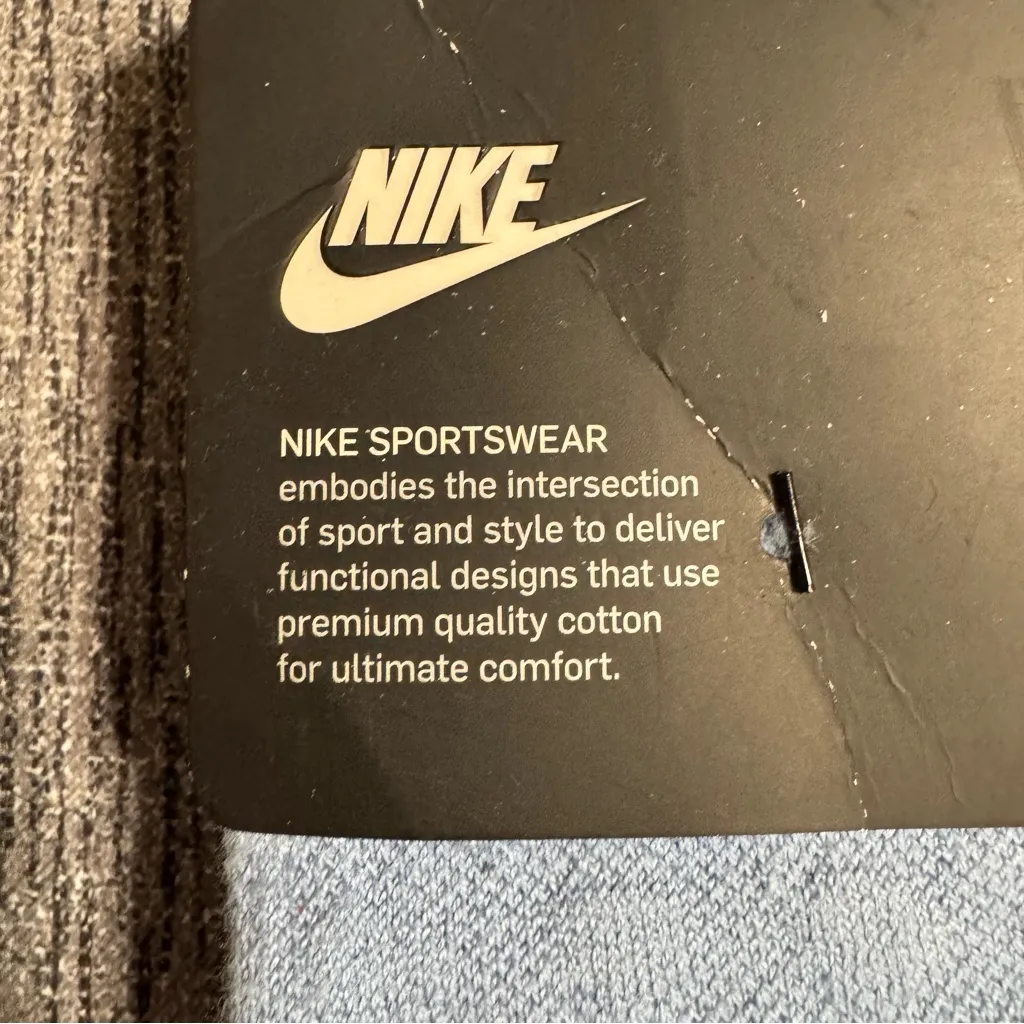 NIKE
NIKE SPORTSWEAR
embodies the intersection
of sport and style to deliver
functional designs that use
premium quality cotton
for ultimate comfort.